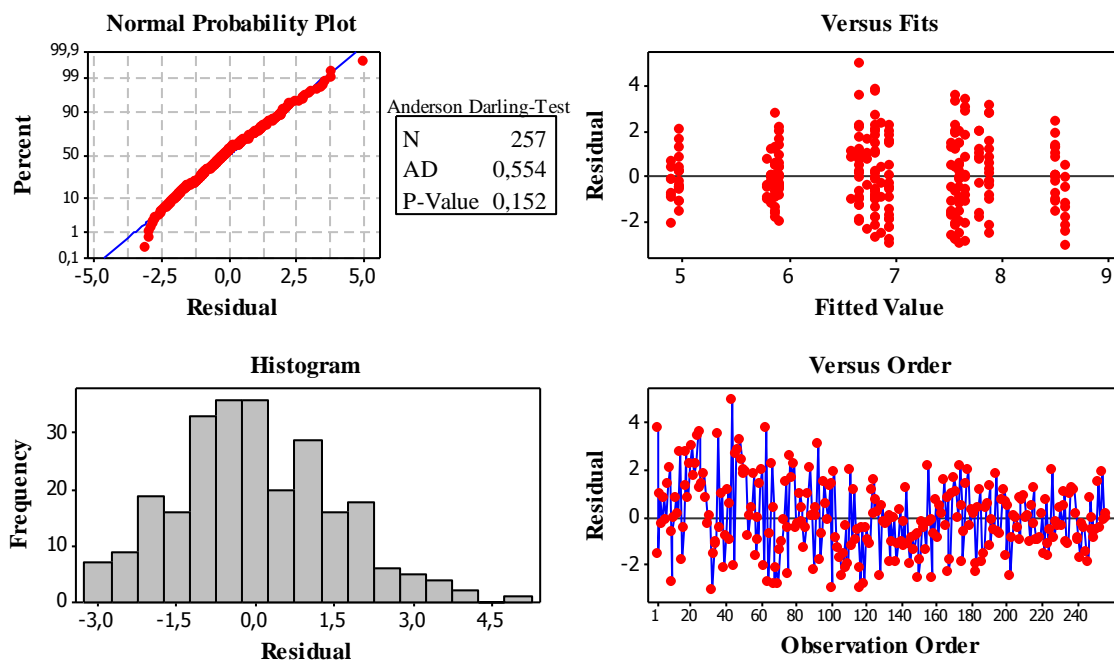 Normal Probability Plot
99,9
99
90
50
10
1
0,1
Percent
-5,0 -2,5 0,0 2,5 5,0
Residual
Anderson Darling-Test
N 257
AD 0,554
P-Value 0,152
Versus Fits
4
2
0
-2
Residual
5 6 7 8 9
Fitted Value
Histogram
30
20
10
0
Frequency
-3,0 -1,5 0,0 1,5 3,0 4,5
Residual
Versus Order
4
2
0
-2
Residual
1 20 40 60 80 100 120 140 160 180 200 220 240
Observation Order